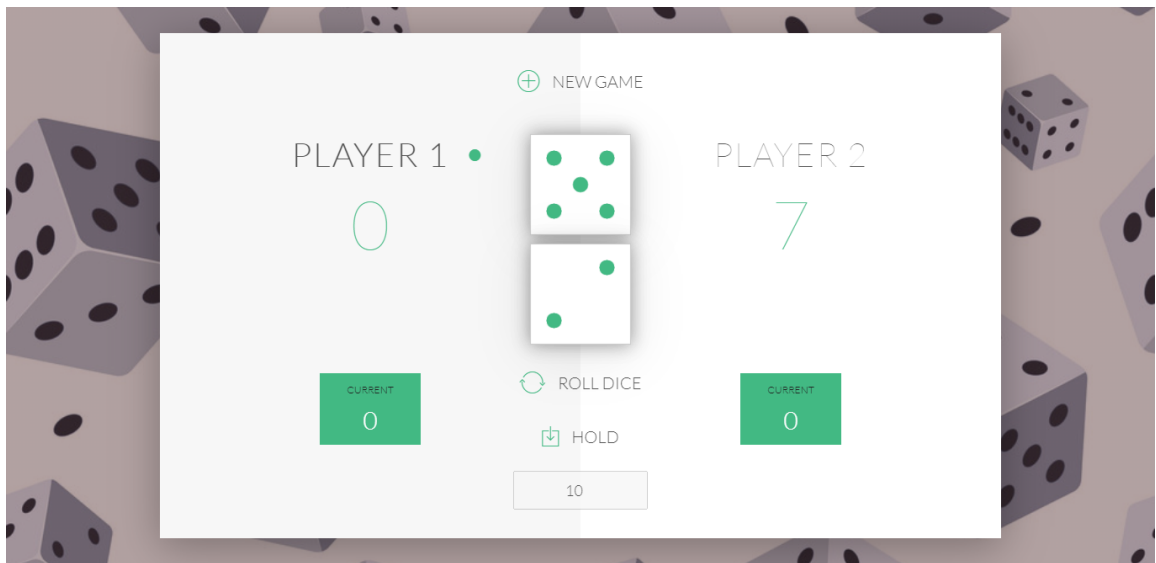 NEW GAME
PLAYER 1
0
PLAYER 2
7
CURRENT
0
CURRENT
0
ROLL DICE
HOLD
10